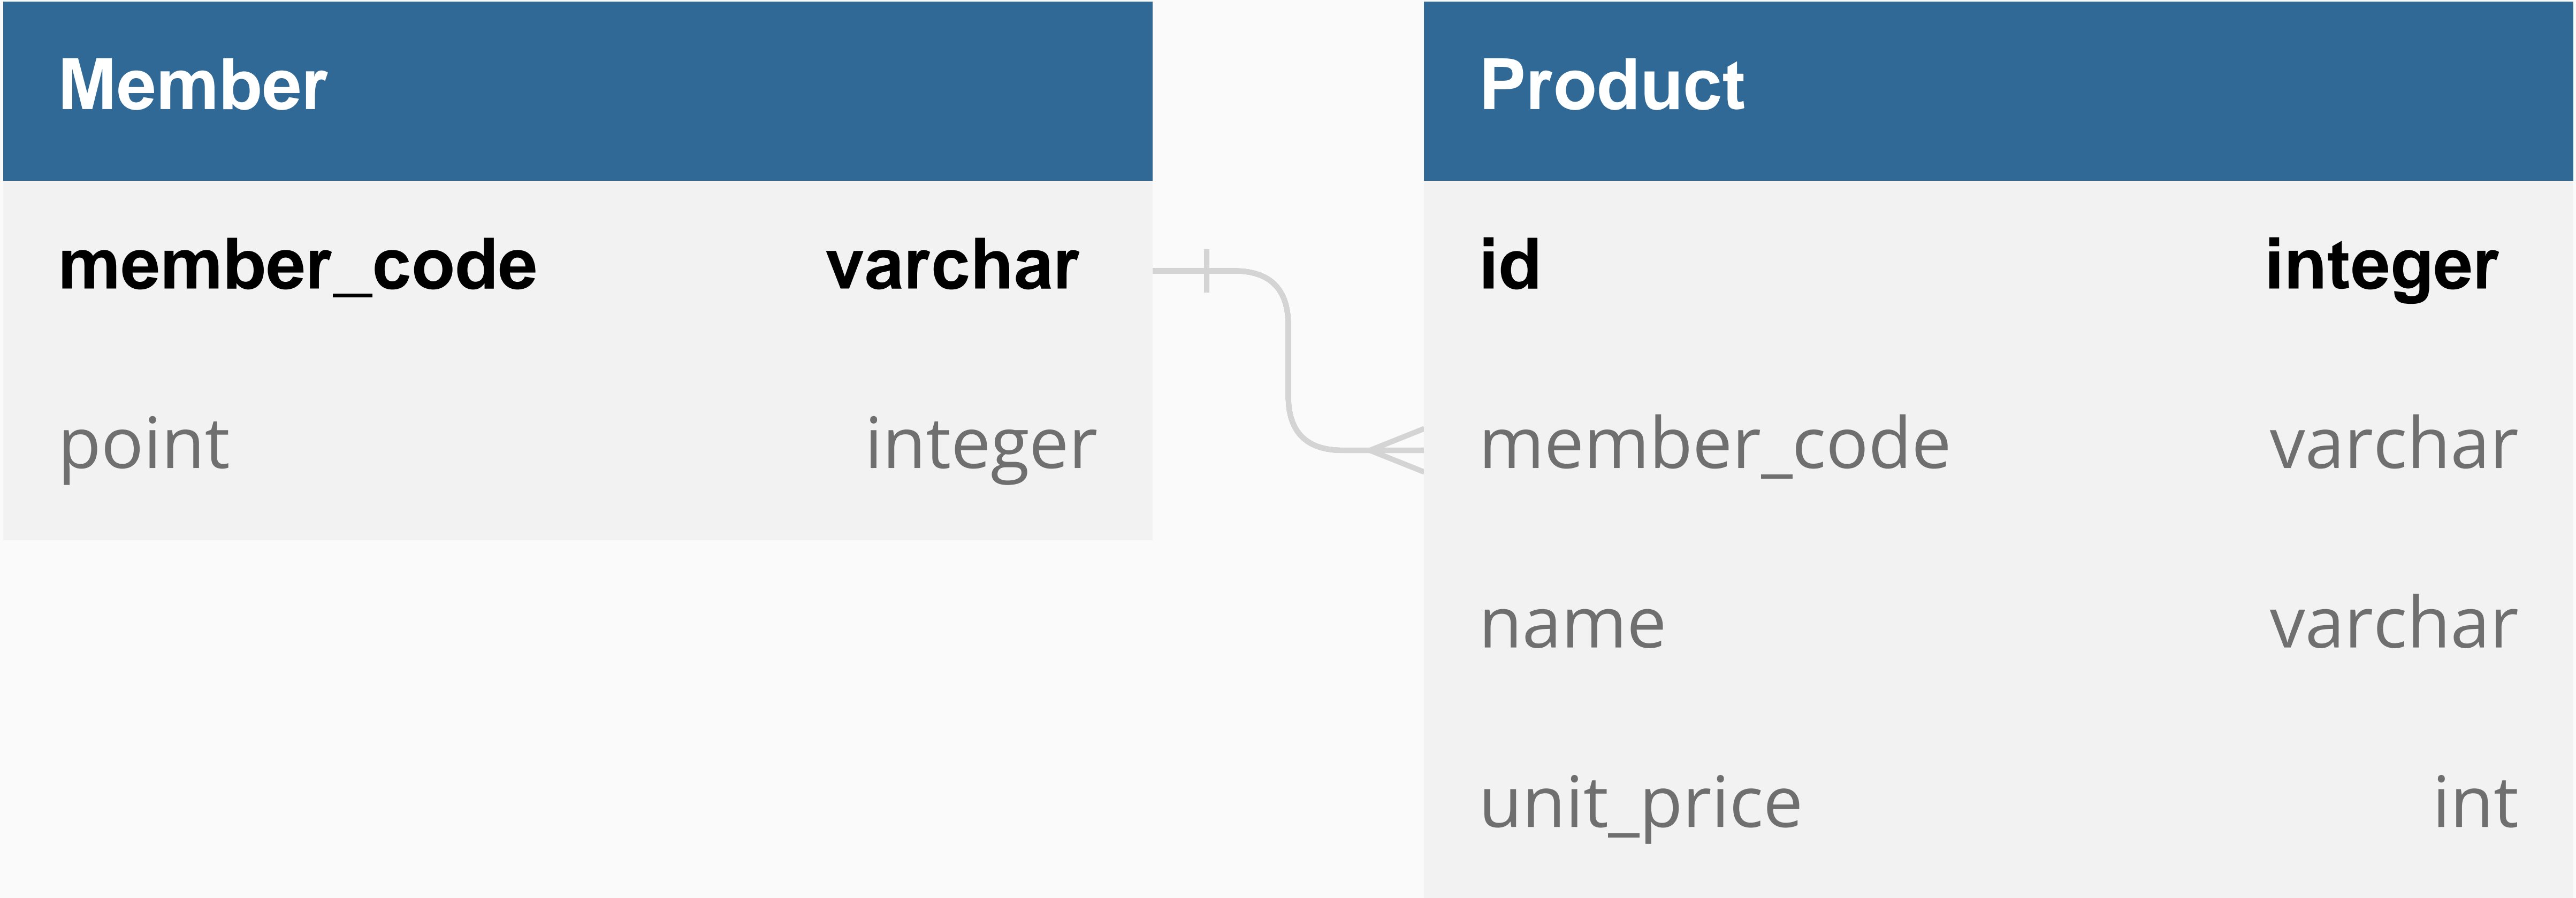 Member
member_code varchar
point integer
Product
id integer
member_code varchar
name varchar
unit_price int